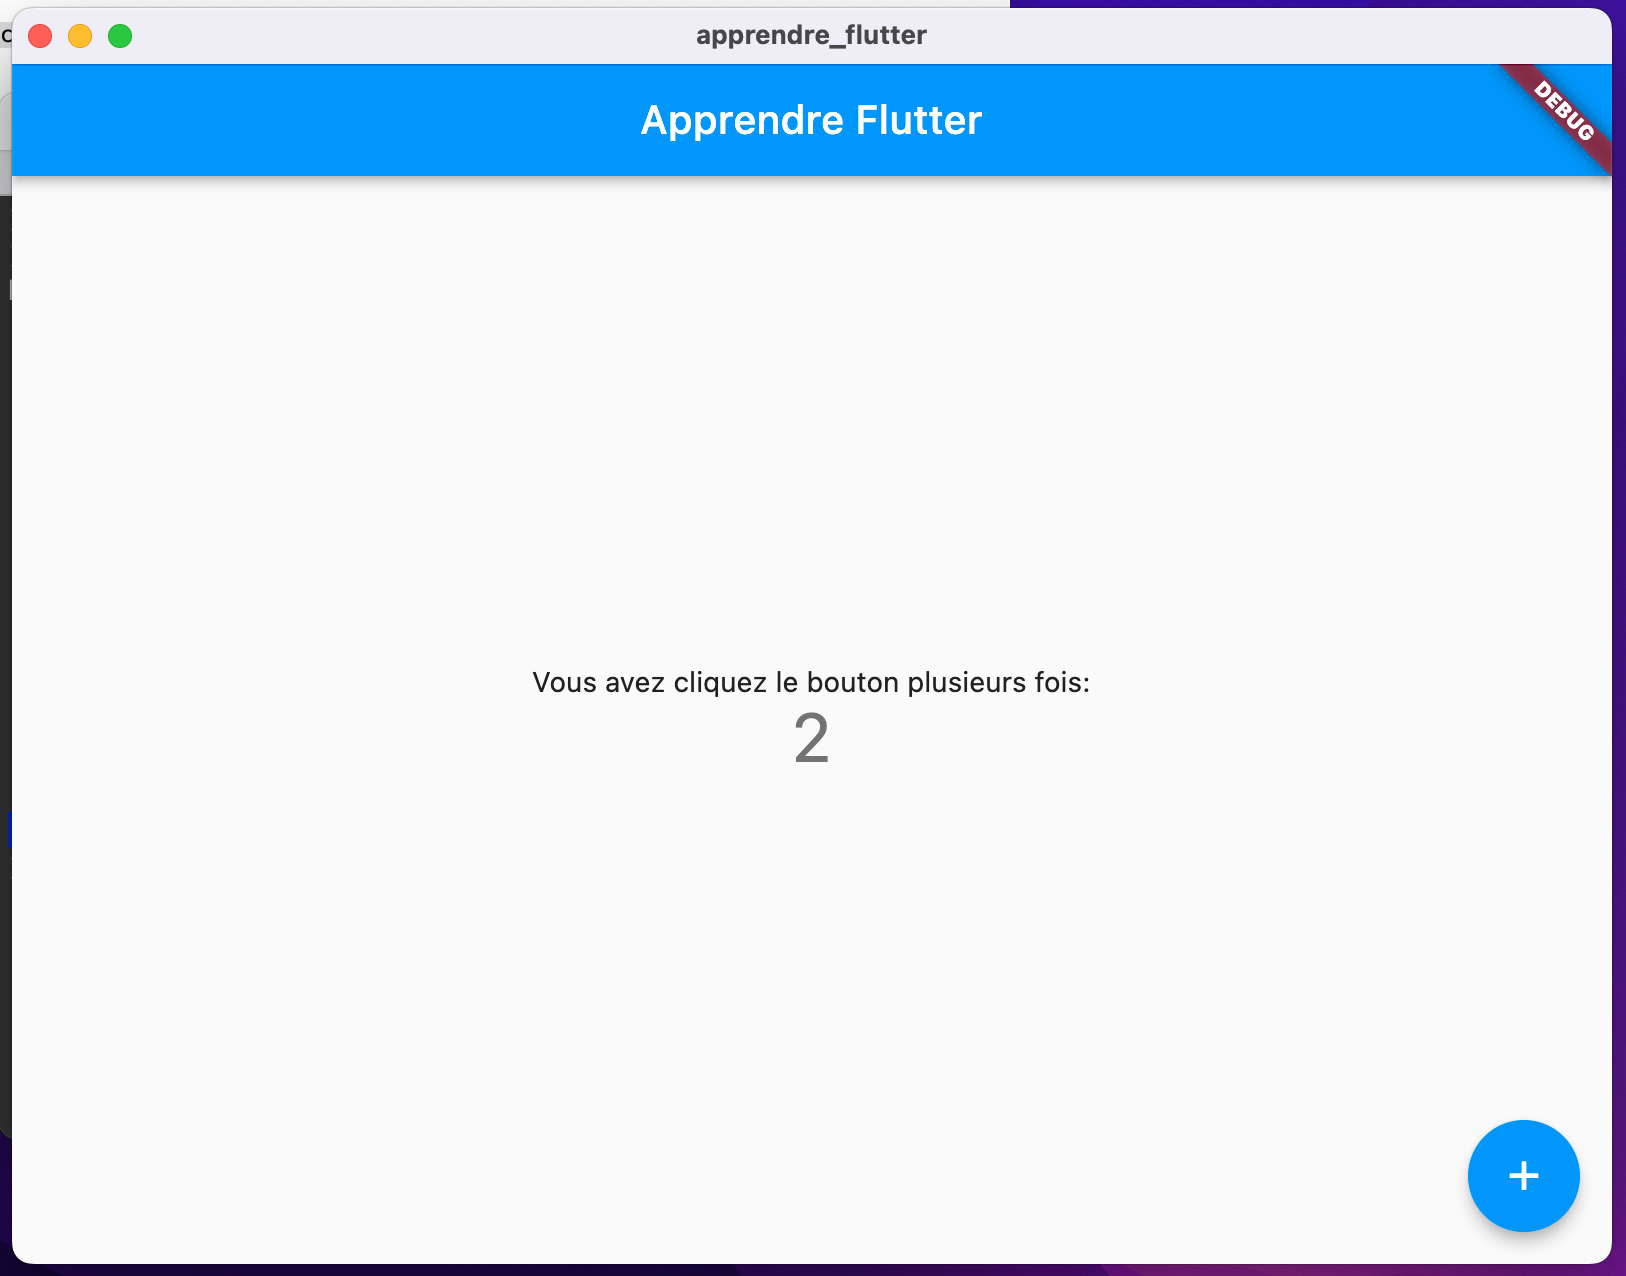 apprendre_flutter
Apprendre Flutter
DEBUG
Vous avez cliquez le bouton plusieurs fois:
2
+